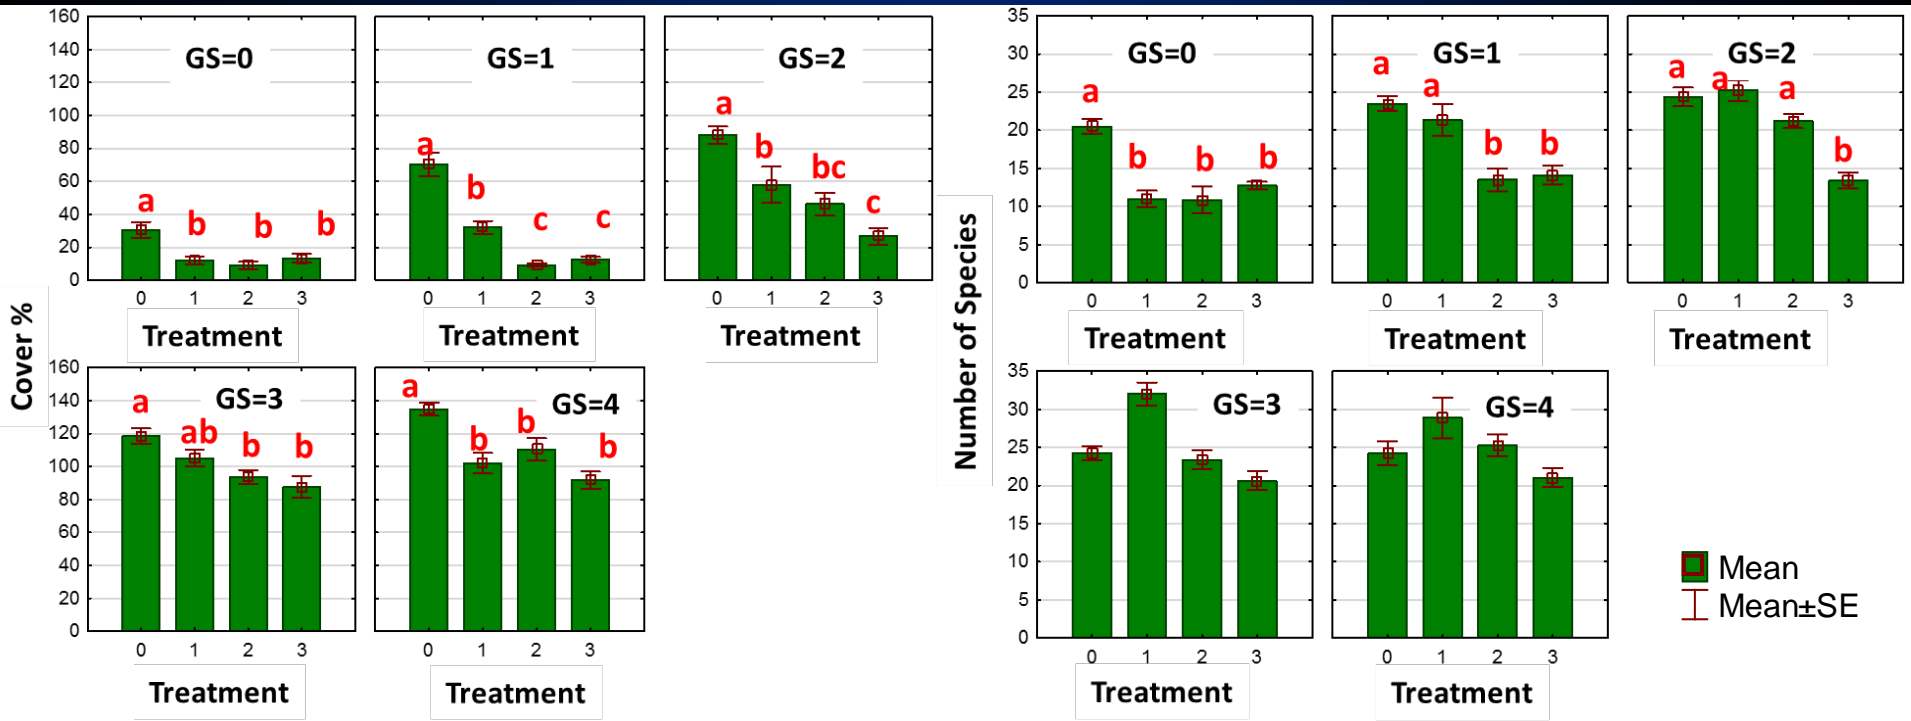 160
140
120
100
80
60
40
20
0
GS=0
a
b
b
b
0 1 2 3
Treatment
GS=1
a
b
c
c
0 1 2 3
Treatment
GS=2
a
b
bc
c
0 1 2 3
Treatment
Cover %
160
140
120
100
80
60
40
20
0
GS=3
a
ab
b
b
0 1 2 3
Treatment
GS=4
a
b
b
b
0 1 2 3
Treatment
Number of Species
35
30
25
20
15
10
5
0
GS=0
a
b
b
b
0 1 2 3
Treatment
GS=1
a
a
b
b
0 1 2 3
Treatment
GS=2
a
a
a
b
0 1 2 3
Treatment
35
30
25
20
15
10
5
0
GS=3
0 1 2 3
Treatment
GS=4
0 1 2 3
Treatment
Mean
Mean±SE